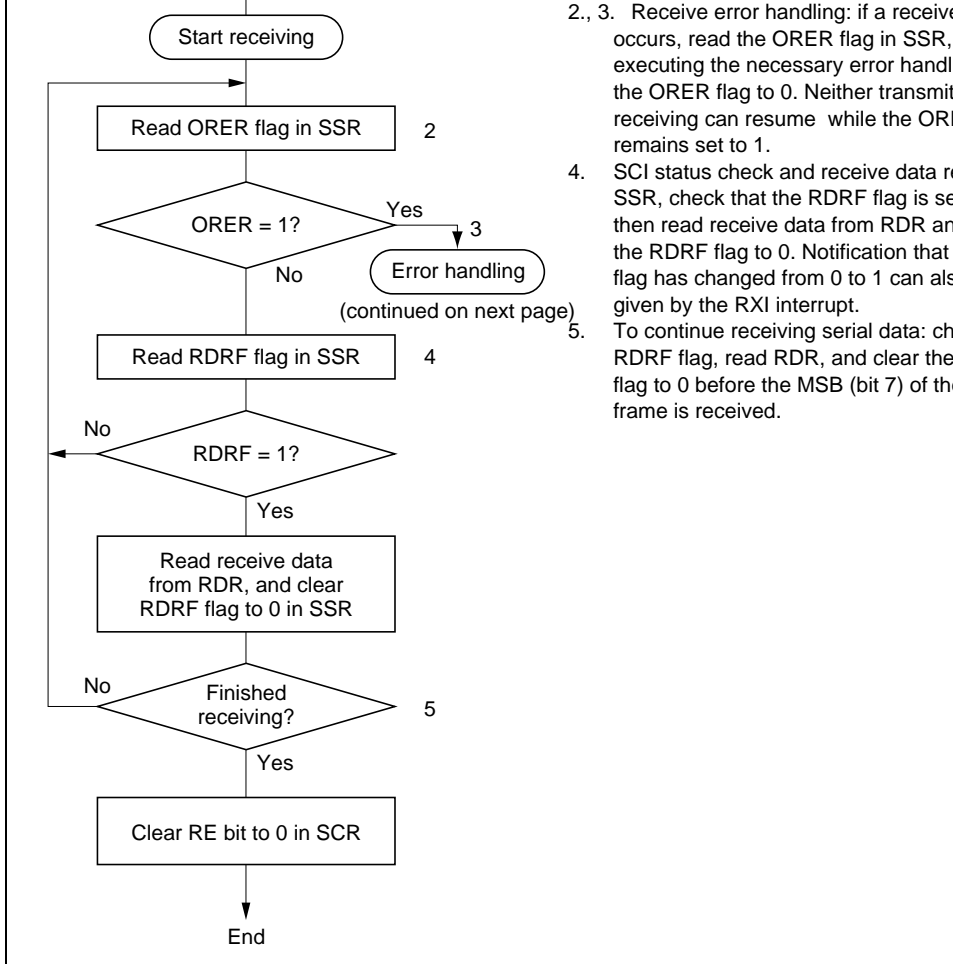 Start receiving
Read ORER flag in SSR 2
ORER = 1?
Yes
3
No
Error handling
(continued on next page)
Read RDRF flag in SSR 4
No
RDRF = 1?
Yes
Read receive data
from RDR, and clear
RDRF flag to 0 in SSR
No
Finished
receiving?
5
Yes
Clear RE bit to 0 in SCR
End
2., 3. Receive error handling: if a receive
occurs, read the ORER flag in SSR,
executing the necessary error handl
the ORER flag to 0. Neither transmit
receiving can resume while the
remains set to 1.
4. SCI status check and receive data
SSR, check that the RDRF flag is
then read receive data from RDR
the RDRF flag to 0. Notification that
flag has changed from 0 to 1 can
given by the RXI interrupt.
5. To continue receiving serial data:
RDRF flag, read RDR, and clear the
flag to 0 before the MSB (bit 7) of
frame is received.